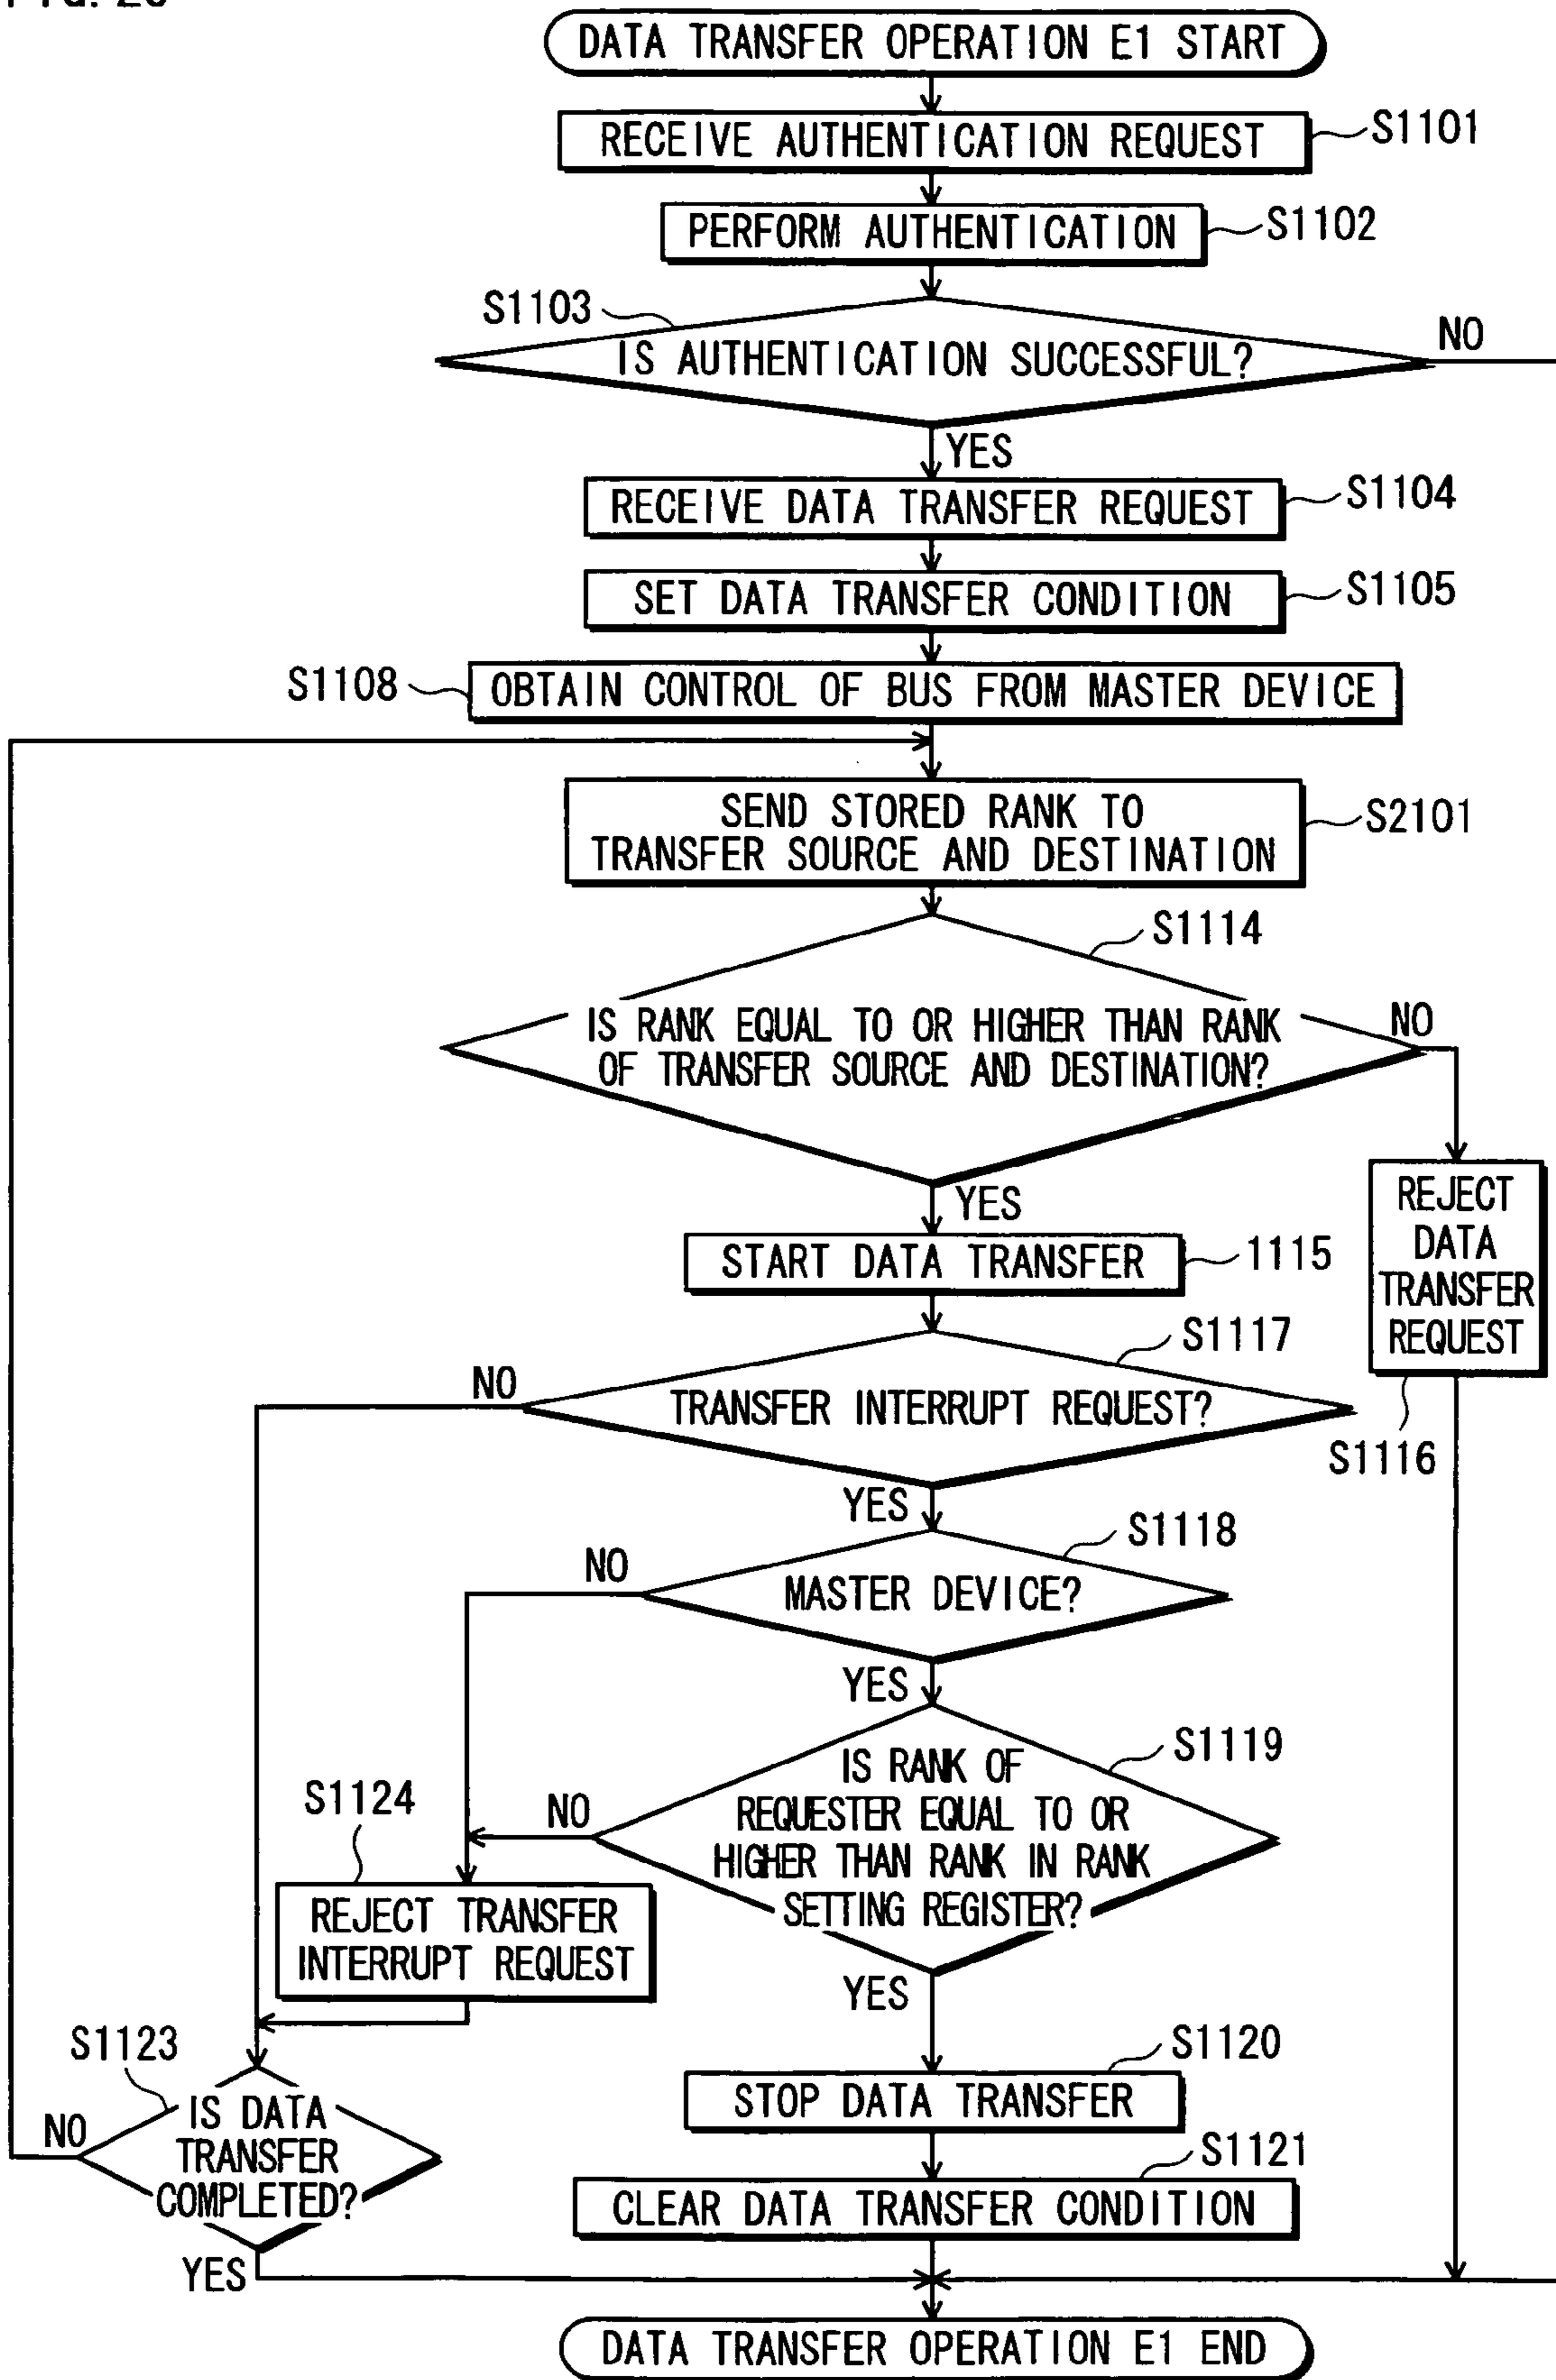 DATA TRANSFER OPERATION E1 START
RECEIVE AUTHENTICATION REQUEST
S1101
PERFORM AUTHENTICATION
S1102
S1103
IS AUTHENTICATION SUCCESSFUL?
NO
YES
RECEIVE DATA TRANSFER REQUEST
S1104
SET DATA TRANSFER CONDITION
S1105
S1108
OBTAIN CONTROL OF BUS FROM MASTER DEVICE
SEND STORED RANK TO
TRANSFER SOURCE AND DESTINATION
S2101
S1114
IS RANK EQUAL TO OR HIGHER THAN RANK
OF TRANSFER SOURCE AND DESTINATION?
NO
YES
REJECT
DATA
TRANSFER
REQUEST
S1116
START DATA TRANSFER
1115
S1117
NO
TRANSFER INTERRUPT REQUEST?
YES
S1118
NO
MASTER DEVICE?
YES
S1119
IS RANK OF
REQUESTER EQUAL TO OR
HIGHER THAN RANK IN RANK
SETTING REGISTER?
NO
YES
S1124
REJECT TRANSFER
INTERRUPT REQUEST
S1123
IS DATA
TRANSFER
COMPLETED?
NO
YES
S1120
STOP DATA TRANSFER
S1121
CLEAR DATA TRANSFER CONDITION
DATA TRANSFER OPERATION E1 END